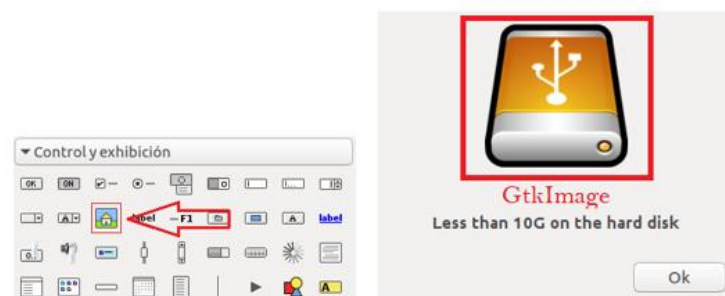 Control y exhibición
OK
ON
label
F1
A
label
GtkImage
Less than 10G on the hard disk
Ok